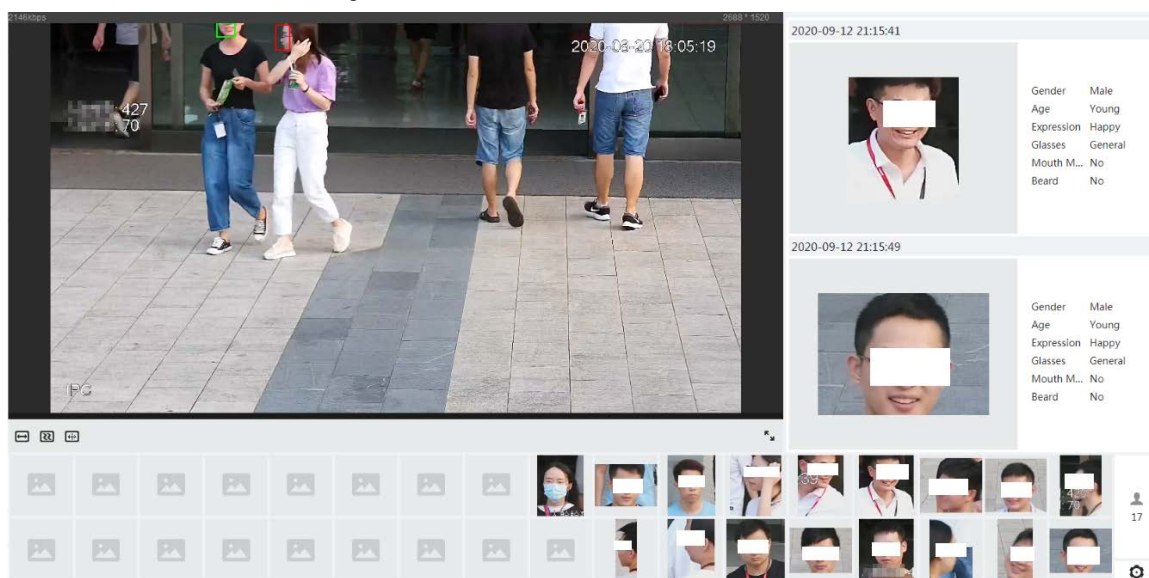 2146kbps
2688 * 1520
2020-08-20 18:05:19
427
70
IPC
2020-09-12 21:15:41
Gender Male
Age Young
Expression Happy
Glasses General
Mouth M... No
Beard No
2020-09-12 21:15:49
Gender Male
Age Young
Expression Happy
Glasses General
Mouth M... No
Beard No
39
17